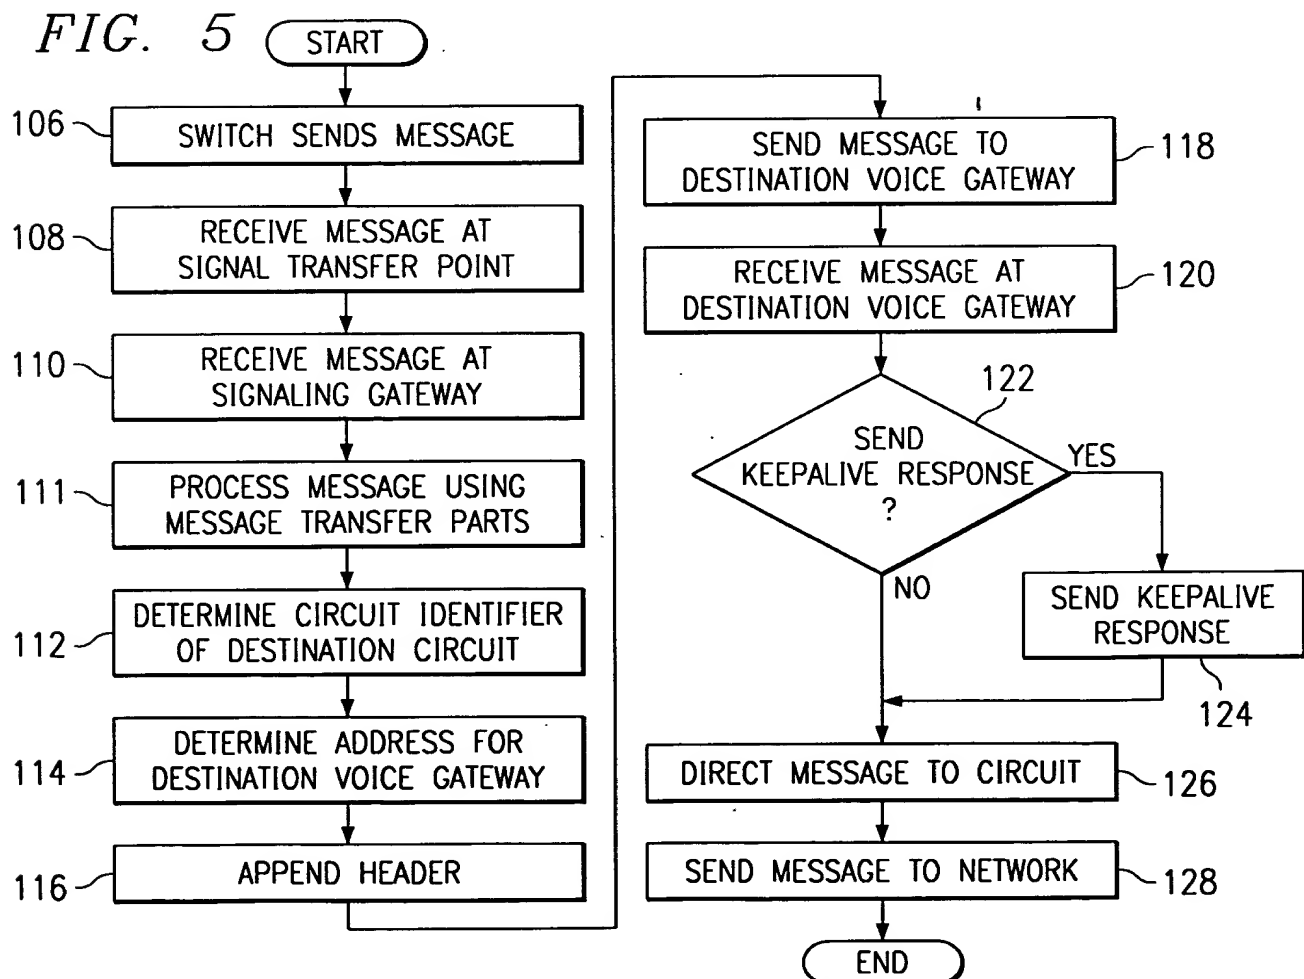 FIG. 5
START
106
SWITCH SENDS MESSAGE
108
RECEIVE MESSAGE AT
SIGNAL TRANSFER POINT
110
RECEIVE MESSAGE AT
SIGNALING GATEWAY
111
PROCESS MESSAGE USING
MESSAGE TRANSFER PARTS
112
DETERMINE CIRCUIT IDENTIFIER
OF DESTINATION CIRCUIT
114
DETERMINE ADDRESS FOR
DESTINATION VOICE GATEWAY
116
APPEND HEADER
SEND MESSAGE TO
DESTINATION VOICE GATEWAY
118
RECEIVE MESSAGE AT
DESTINATION VOICE GATEWAY
120
122
SEND
KEEPALIVE RESPONSE
?
YES
NO
SEND KEEPALIVE
RESPONSE
124
DIRECT MESSAGE TO CIRCUIT
126
SEND MESSAGE TO NETWORK
128
END